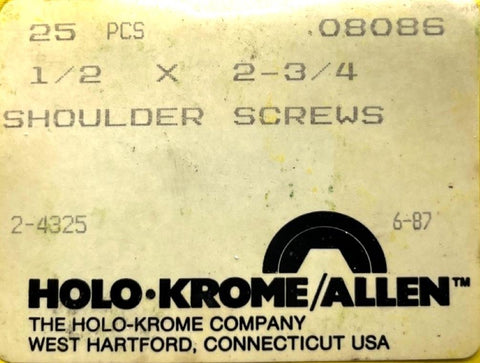 25 PCS .08086
1/2 X 2-3/4
SHOULDER SCREWS
2-4325 6-87
HOLO•KROME/ALLEN™
THE HOLO-KROME COMPANY
WEST HARTFORD, CONNECTICUT USA